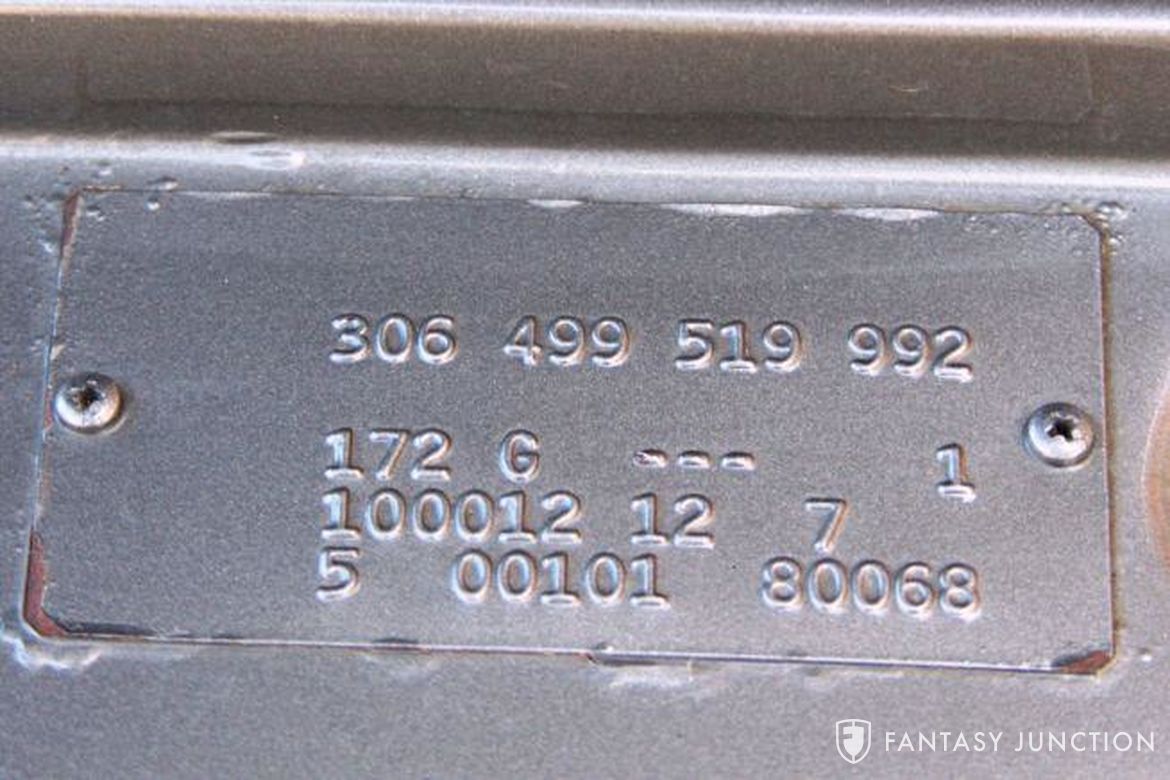 306 499 519 992
172 G --- 1
100012 12 7
5 00101 80068
FANTASY JUNCTION